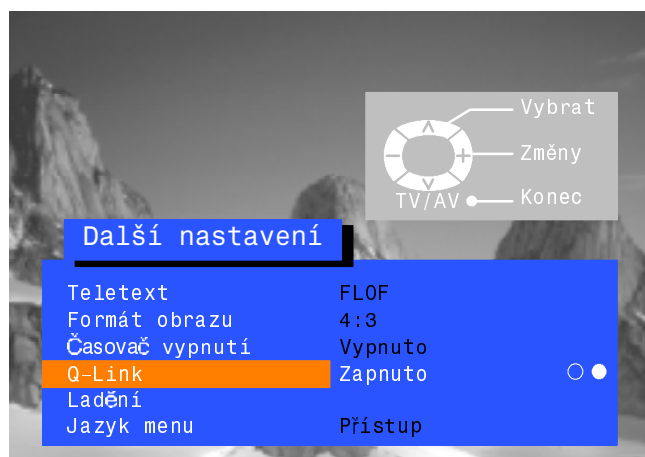 Vybrat
Změny
TV/AV Konec
Další nastavení
Teletext FLOF
Formát obrazu 4:3
Časovač vypnutí Vypnuto
Q-Link Zapnuto
Ladění
Jazyk menu Přístup